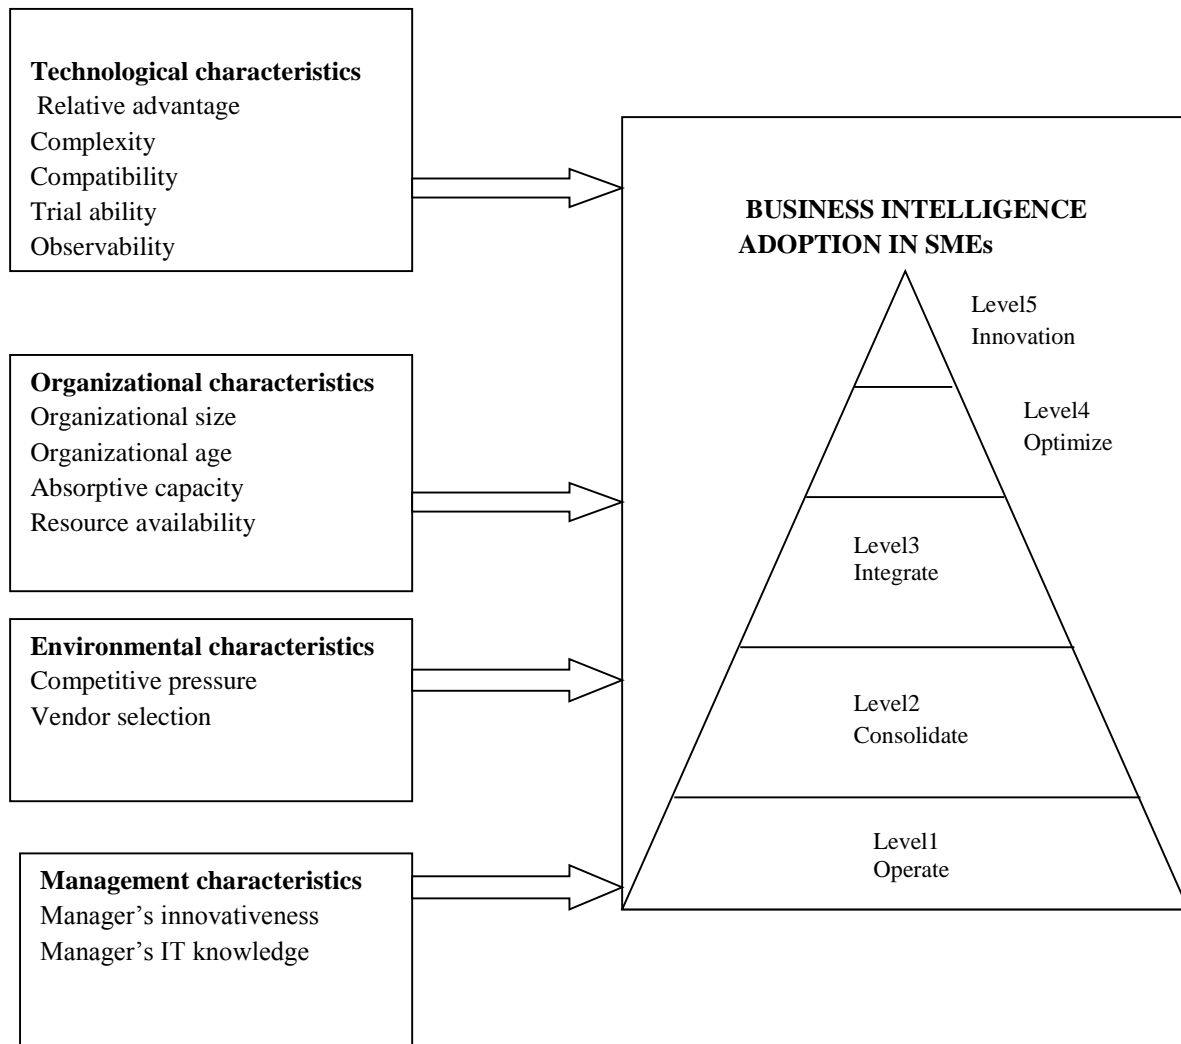 Technological characteristics
Relative advantage
Complexity
Compatibility
Trial ability
Observability
Organizational characteristics
Organizational size
Organizational age
Absorptive capacity
Resource availability
Environmental characteristics
Competitive pressure
Vendor selection
Management characteristics
Manager’s innovativeness
Manager’s IT knowledge
BUSINESS INTELLIGENCE
ADOPTION IN SMEs
Level5
Innovation
Level4
Optimize
Level3
Integrate
Level2
Consolidate
Level1
Operate